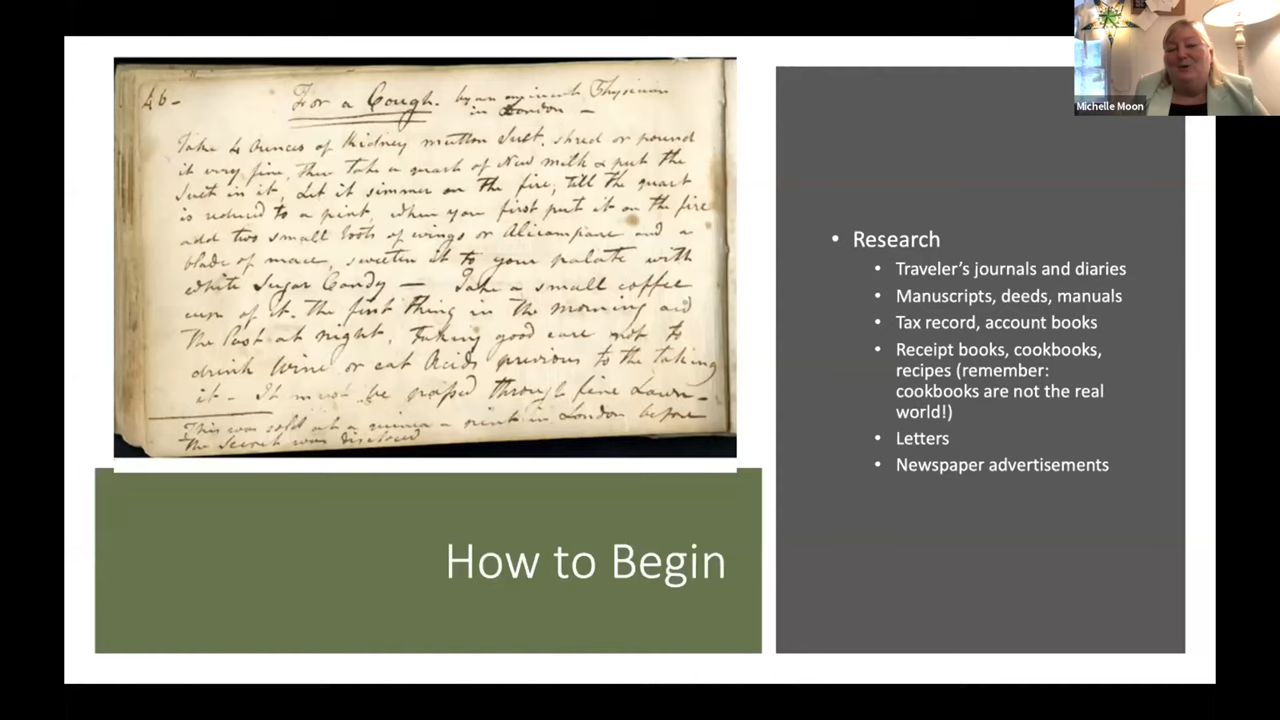 46-
For a Cough. by an eminent Physician
in London -
Take 4 Ounces of Kidney mutton Suet, shred or pound
it very fine, then take a quart of New milk & put the
Suet in it, Let it simmer on the fire, till the quart
is reduced to a pint, when you first put it on the fire
add two small roots of or Alicampane and a
blade of mace, sweeten it to your palate with
white Sugar Candy — Take a small coffee
cup of it. the first thing in the morning and
the Last at night, Taking good care not to
drink Wine or eat Acids previous to the taking
it - It must be passed through fine Lawn -
This was sold at a guinea a pint in London before
the Secret was disclosed
How to Begin
Michelle Moon
• Research
• Traveler's journals and diaries
• Manuscripts, deeds, manuals
• Tax record, account books
• Receipt books, cookbooks,
recipes (remember:
cookbooks are not the real
world!)
• Letters
• Newspaper advertisements